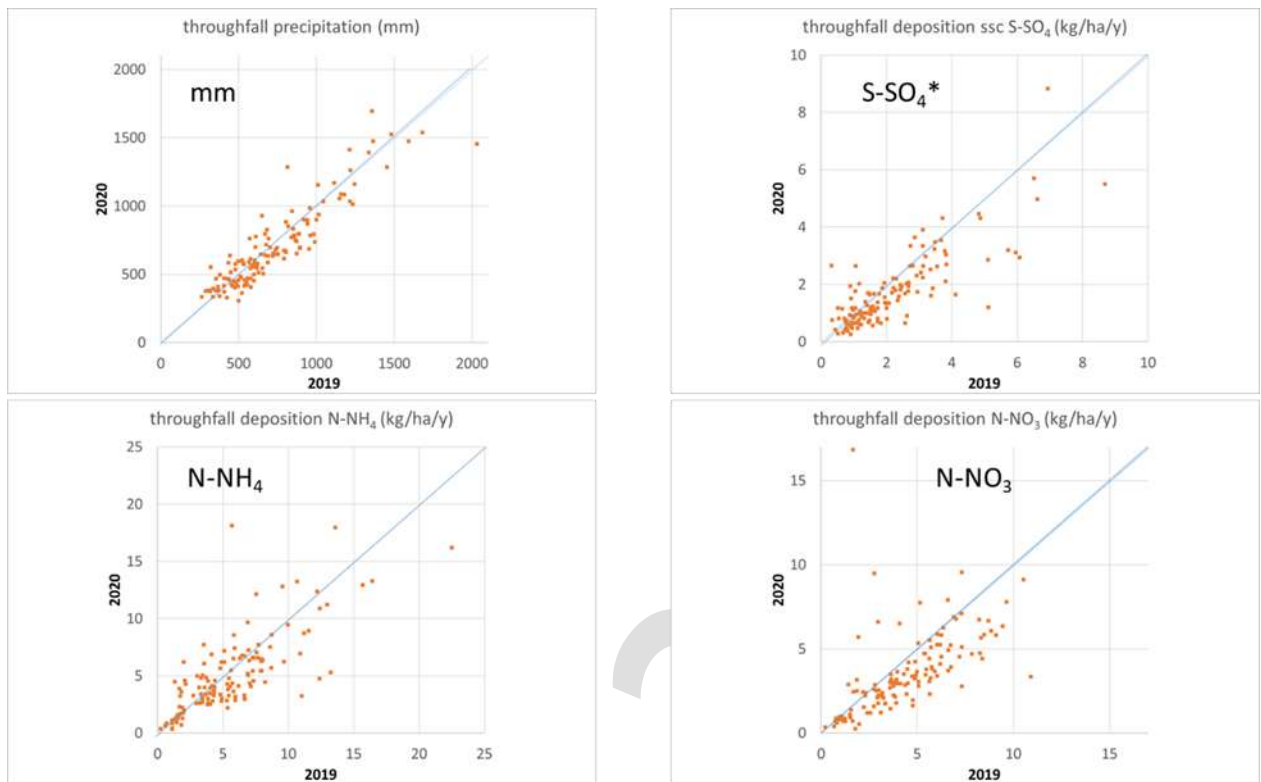 throughfall precipitation (mm)
mm
2000
1500
1000
500
0
2020
0 500 1000 1500 2000
2019
throughfall deposition ssc S-SO₄ (kg/ha/y)
S-SO₄*
10
8
6
4
2
0
2020
0 2 4 6 8 10
2019
throughfall deposition N-NH₄ (kg/ha/y)
N-NH₄
25
20
15
10
5
0
2020
0 5 10 15 20 25
2019
throughfall deposition N-NO₃ (kg/ha/y)
N-NO₃
15
10
5
0
2020
0 5 10 15
2019